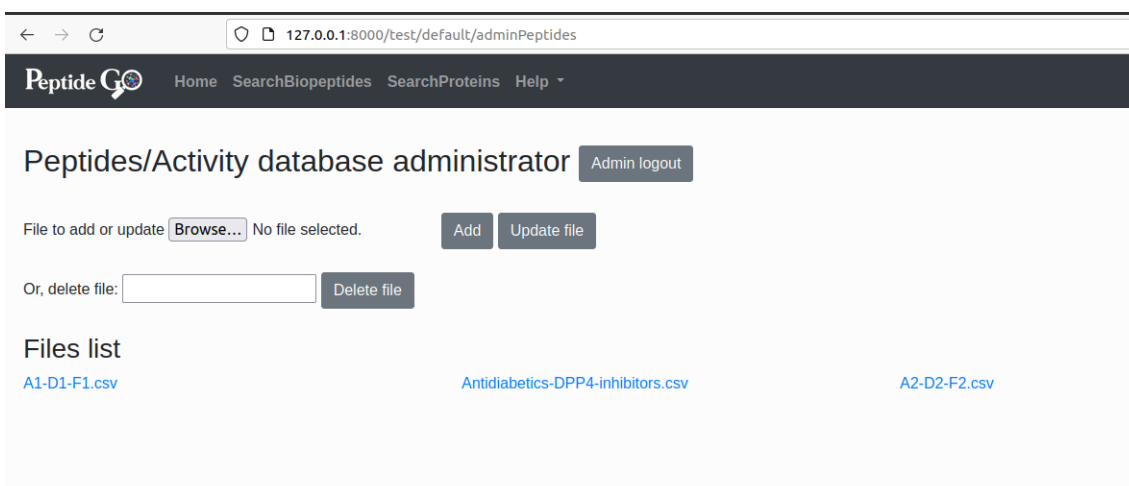 127.0.0.1:8000/test/default/adminPeptides
Peptide GO Home SearchBiopeptides SearchProteins Help
Peptides/Activity database administrator Admin logout
File to add or update Browse... No file selected. Add Update file
Or, delete file: Delete file
Files list
A1-D1-F1.csv Antidiabetics-DPP4-inhibitors.csv A2-D2-F2.csv